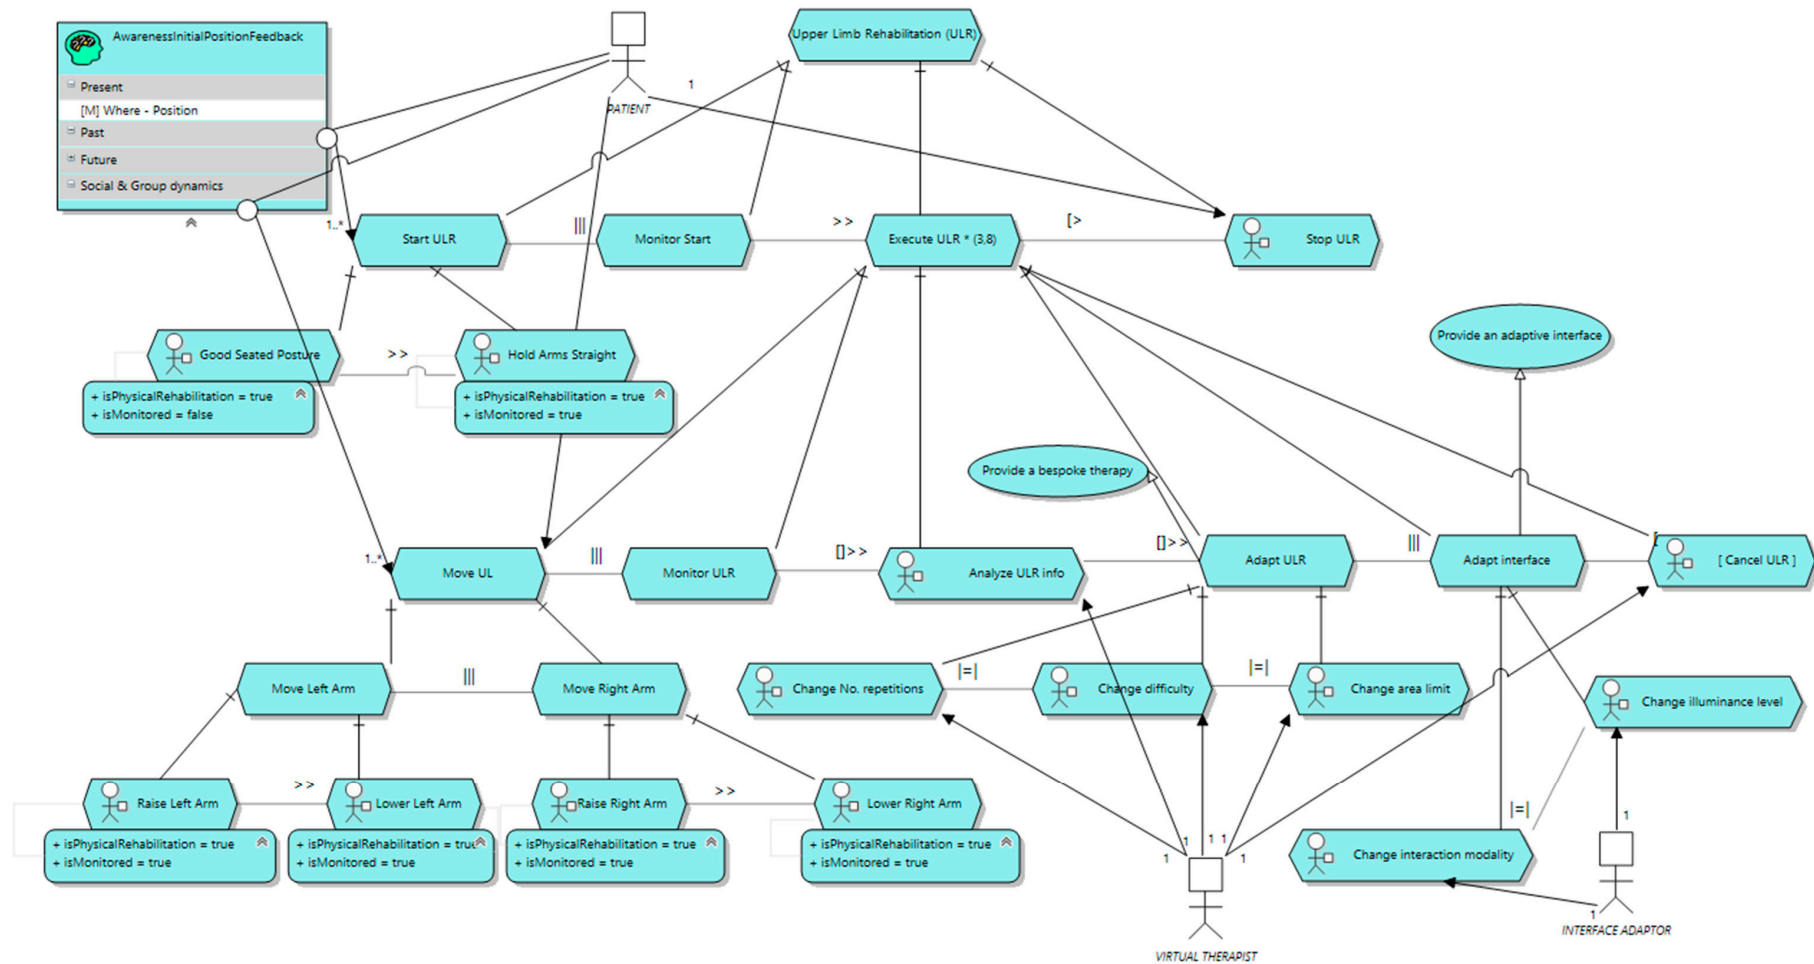 AwarenessInitialPositionFeedback
Present
[M] Where - Position
Past
Future
Social & Group dynamics
PATIENT
1
Upper Limb Rehabilitation (ULR)
1..*
Start ULR
|||
Monitor Start
>>
Execute ULR * (3,8)
[>
Stop ULR
Good Seated Posture
>>
Hold Arms Straight
+ isPhysicalRehabilitation = true
+ isMonitored = false
+ isPhysicalRehabilitation = true
+ isMonitored = true
Provide an adaptive interface
Provide a bespoke therapy
1..*
Move UL
|||
Monitor ULR
[]>>
Analyze ULR info
[]>>
Adapt ULR
|||
Adapt interface
[
[ Cancel ULR ]
Move Left Arm
|||
Move Right Arm
Change No. repetitions
|=|
Change difficulty
|=|
Change area limit
Change illuminance level
Raise Left Arm
>>
Lower Left Arm
Raise Right Arm
>>
Lower Right Arm
+ isPhysicalRehabilitation = true
+ isMonitored = true
+ isPhysicalRehabilitation = true
+ isMonitored = true
+ isPhysicalRehabilitation = true
+ isMonitored = true
+ isPhysicalRehabilitation = true
+ isMonitored = true
|=|
Change interaction modality
1
1
1
1
1
1
1
VIRTUAL THERAPIST
INTERFACE ADAPTOR